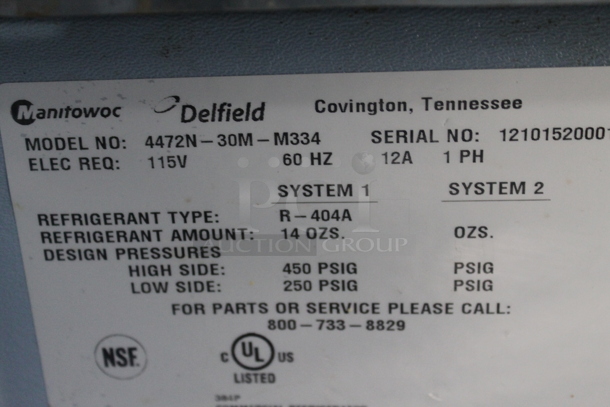 Manitowoc Delfield Covington, Tennessee
MODEL NO: 4472N-30M-M334 SERIAL NO: 1210152000
ELEC REQ: 115V 60 HZ 12A 1 PH
SYSTEM 1 SYSTEM 2
REFRIGERANT TYPE: R-404A
REFRIGERANT AMOUNT: 14 OZS. OZS.
DESIGN PRESSURES
HIGH SIDE: 450 PSIG PSIG
LOW SIDE: 250 PSIG PSIG
FOR PARTS OR SERVICE PLEASE CALL:
800-733-8829
NSF.
C UL US
LISTED
AUCTION GROUP